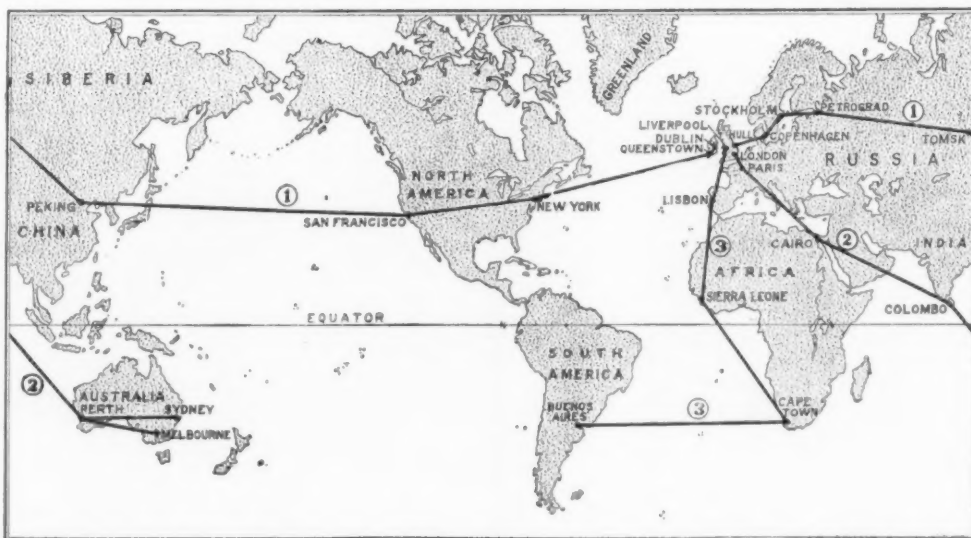 SIBERIA
GREENLAND
STOCKHOLM
PETROGRAD
①
LIVERPOOL
HULL
COPENHAGEN
TOMSK
DUBLIN
QUEENSTOWN
LONDON
PARIS
RUSSIA
NORTH
AMERICA
PEKING
①
SAN FRANCISCO
NEW YORK
LISBON
CHINA
③
CAIRO
②
INDIA
AFRICA
SIERRA LEONE
COLOMBO
EQUATOR
SOUTH
AMERICA
②
AUSTRALIA
PERTH
SYDNEY
MELBOURNE
BUENOS
AIRES
③
CAPE
TOWN